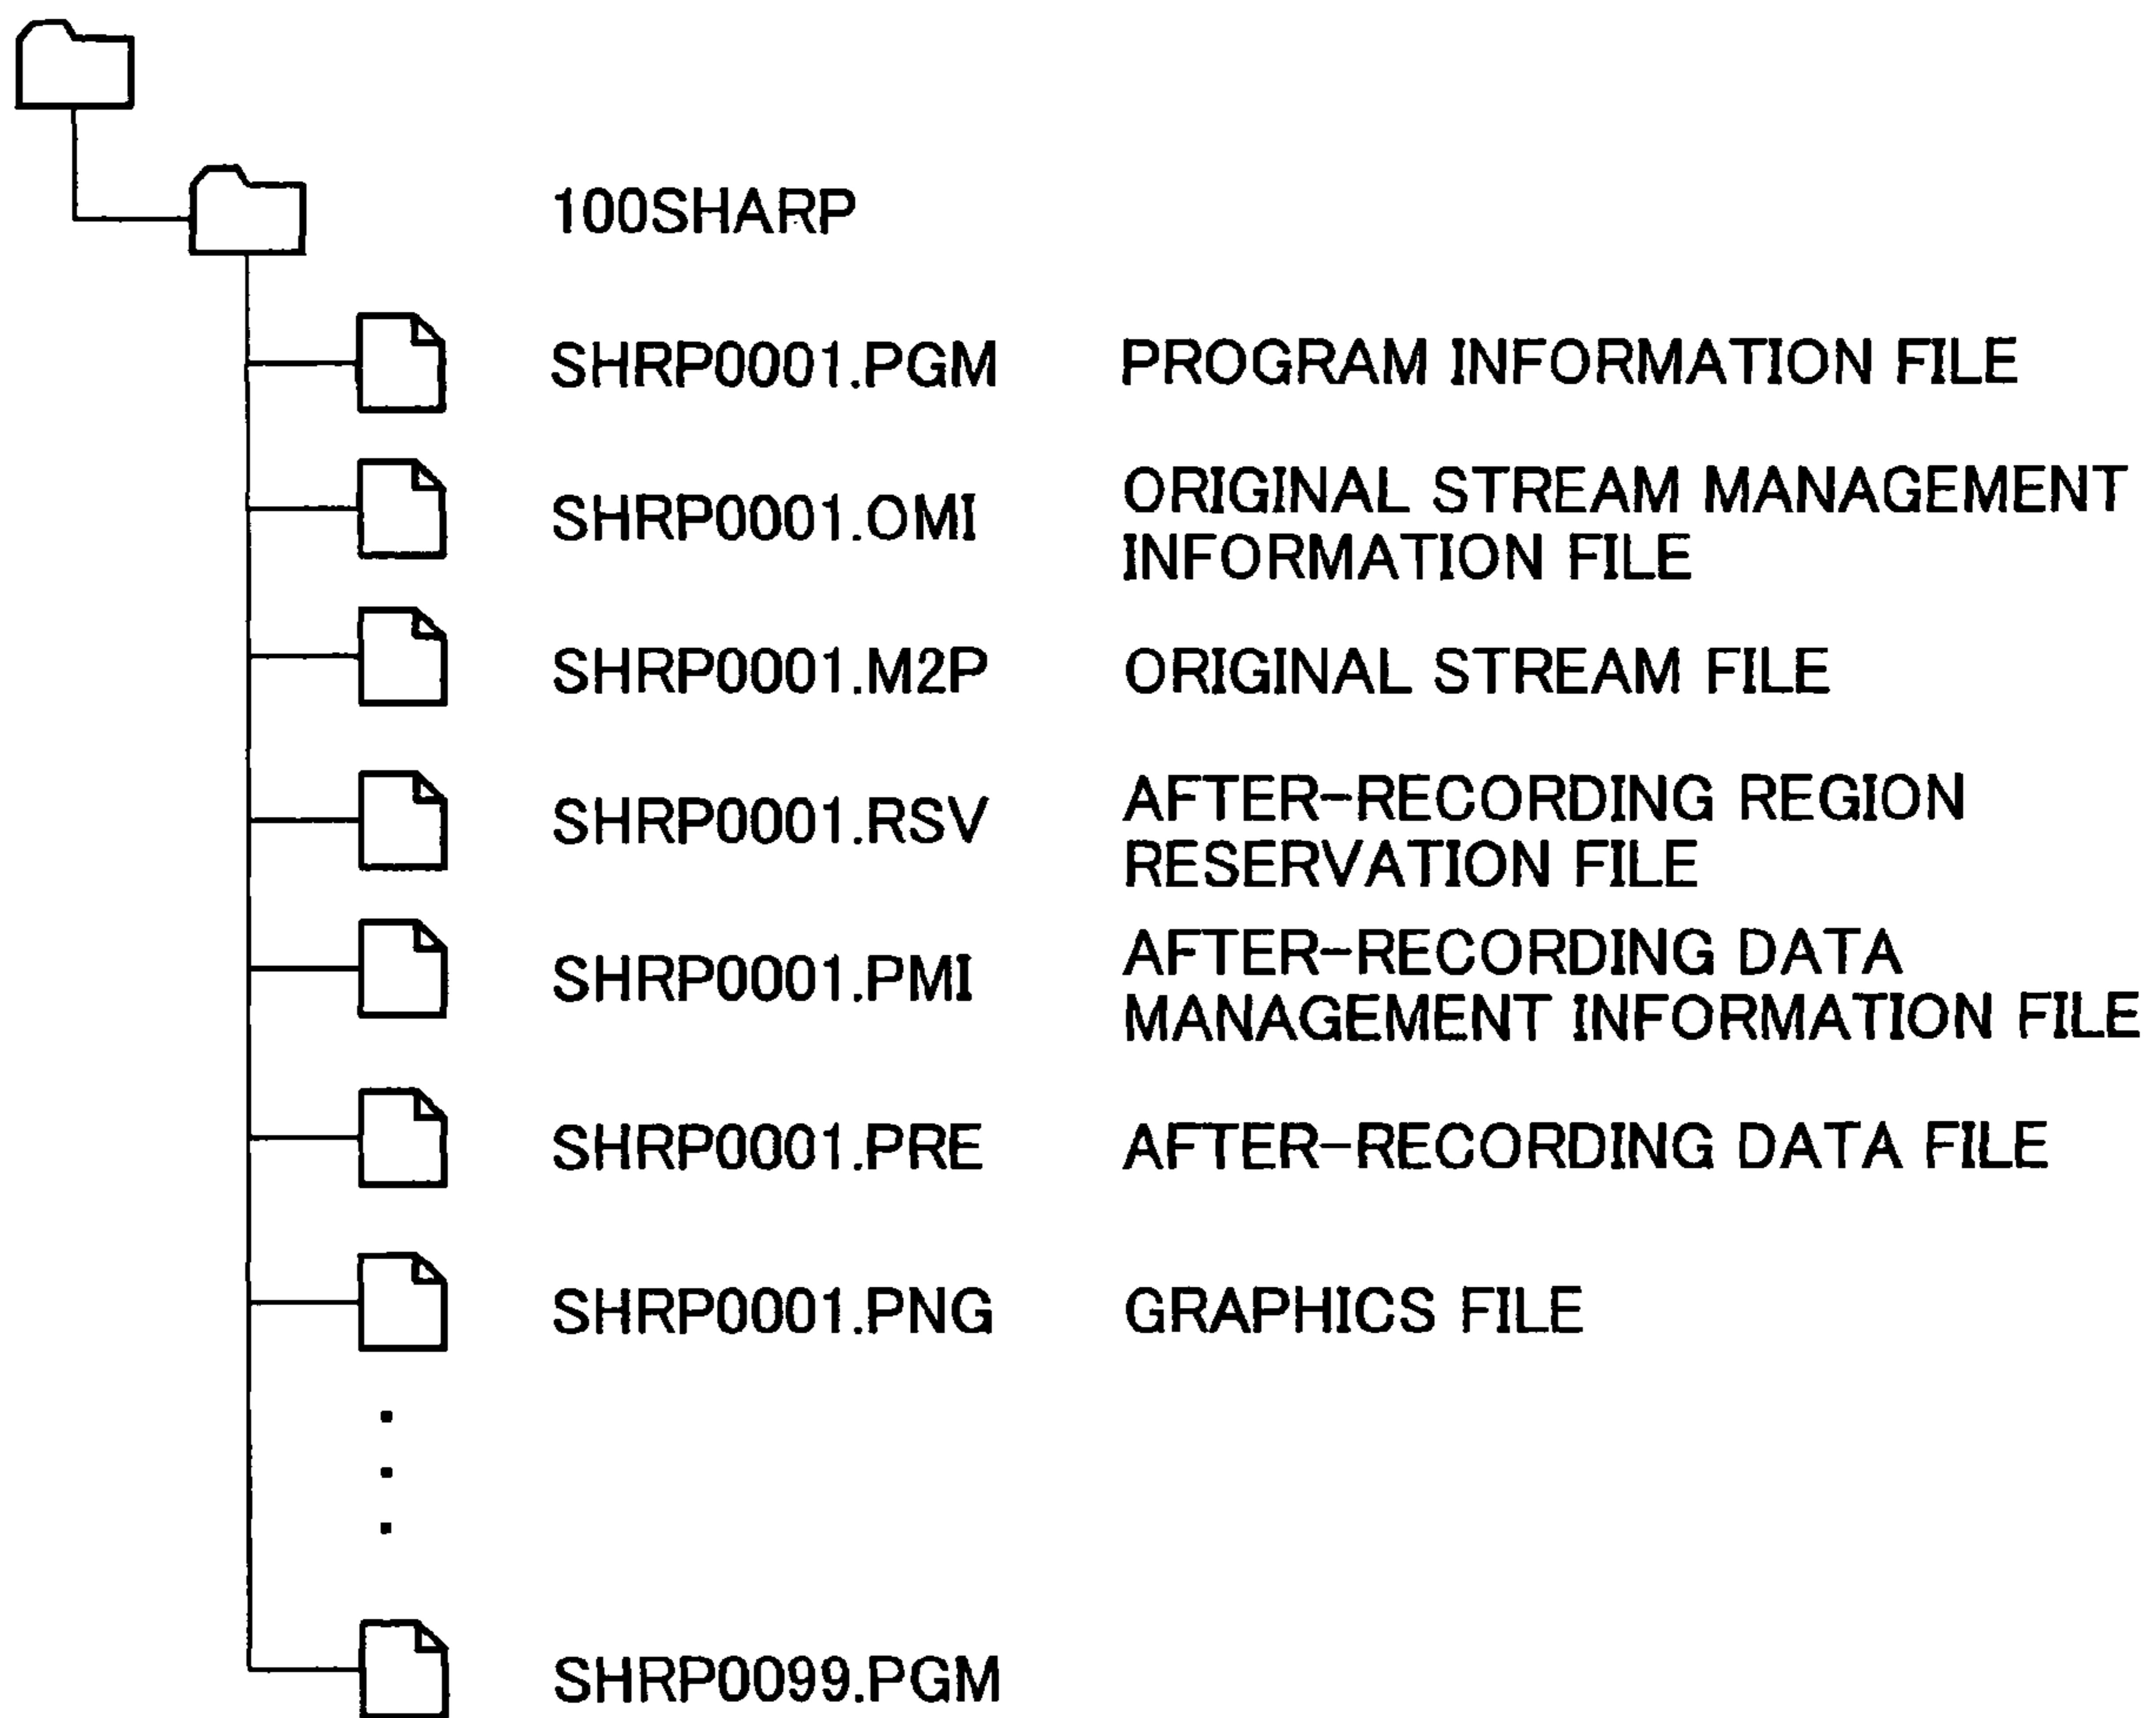 100SHARP
SHRP0001.PGM PROGRAM INFORMATION FILE
SHRP0001.OMI ORIGINAL STREAM MANAGEMENT
INFORMATION FILE
SHRP0001.M2P ORIGINAL STREAM FILE
SHRP0001.RSV AFTER-RECORDING REGION
RESERVATION FILE
SHRP0001.PMI AFTER-RECORDING DATA
MANAGEMENT INFORMATION FILE
SHRP0001.PRE AFTER-RECORDING DATA FILE
SHRP0001.PNG GRAPHICS FILE
SHRP0099.PGM